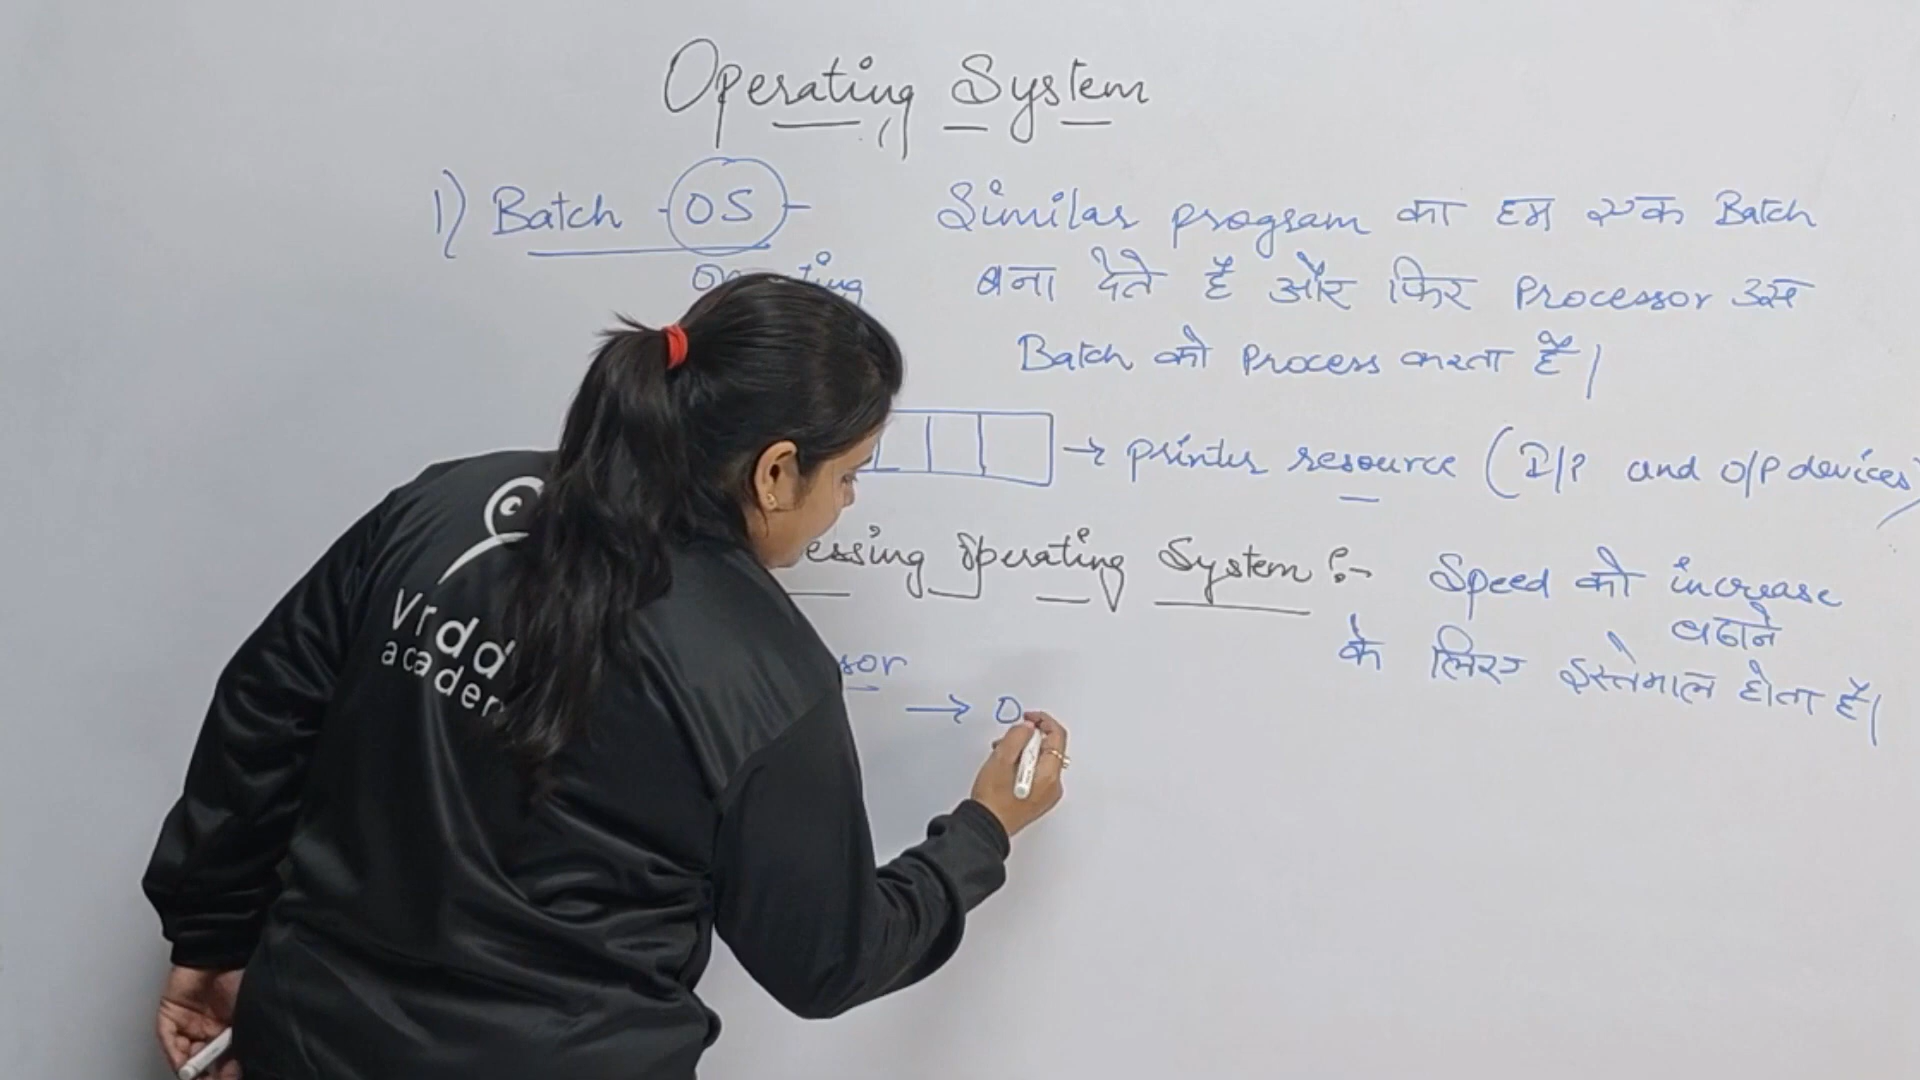 Operating System
1) Batch OS - Similar program का हम एक Batch
बना देते हैं और फिर Processor उस
Batch को Process करता है।
→ printer resource (I/P and O/P devices)
essing Operating System :- Speed को increase
बढाने
के लिए इस्तेमाल होता है।
sor
→ O
vrdd
academ